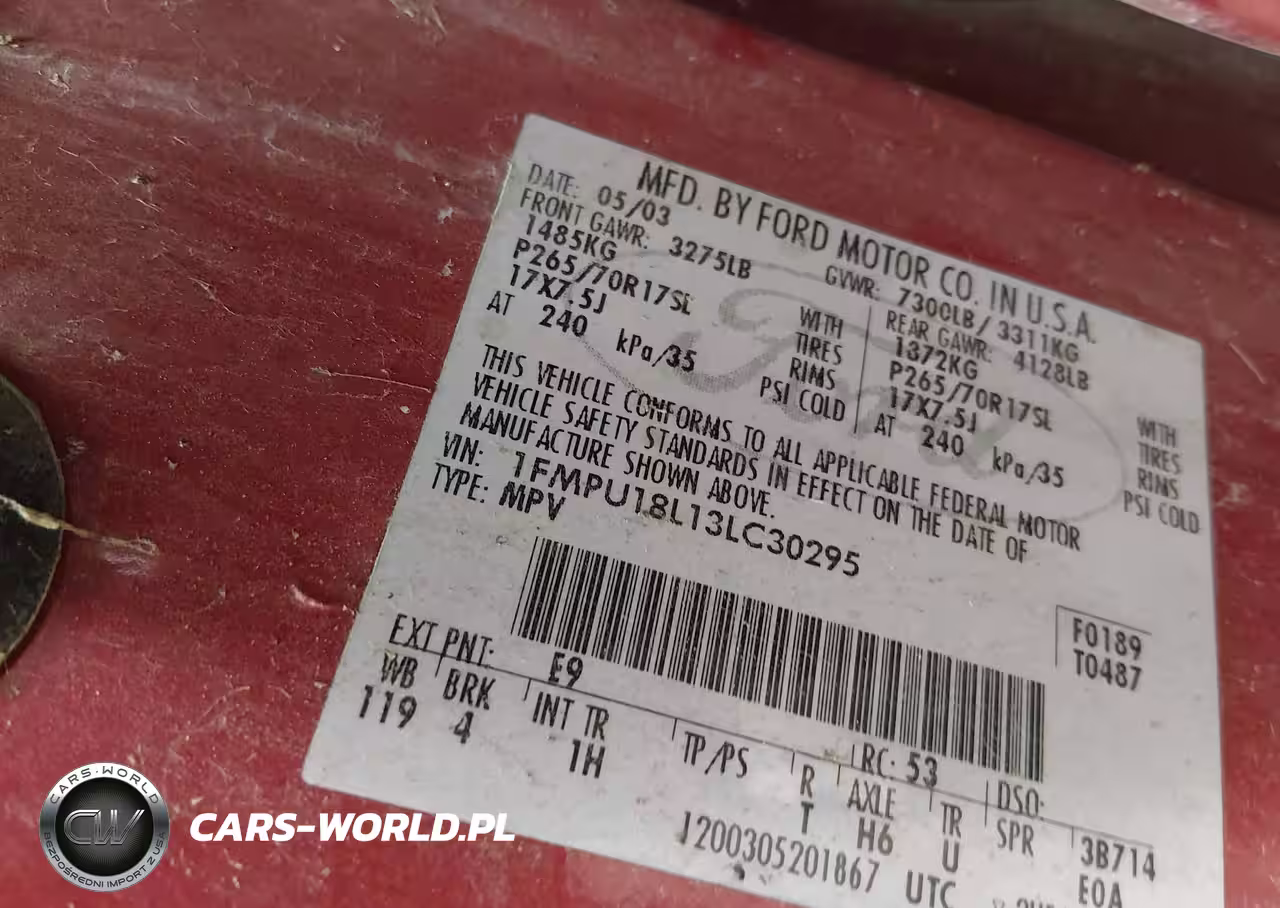 MFD. BY FORD MOTOR CO. IN U.S.A.
DATE: 05/03 GVWR: 7300LB/ 3311KG
FRONT GAWR: 3275LB REAR GAWR: 4128LB
1485KG WITH 1372KG WITH
P265/70R17SL TIRES P265/70R17SL TIRES
17X7.5J RIMS 17X7.5J RIMS
AT 240 kPa/35 PSI COLD AT 240 kPa/35 PSI COLD
THIS VEHICLE CONFORMS TO ALL APPLICABLE FEDERAL MOTOR
VEHICLE SAFETY STANDARDS IN EFFECT ON THE DATE OF
MANUFACTURE SHOWN ABOVE.
VIN: 1FMPU18L13LC30295
TYPE: MPV
F0189
T0487
EXT PNT: E9 RC: 53 DSO:
WB BRK INT TR TP/PS R AXLE TR SPR 3B714
119 4 1H T H6 U E0A
1200305201867 UTC
Ford
CARS-WORLD
CW
BEZPOŚREDNI IMPORT Z USA
CARS-WORLD.PL